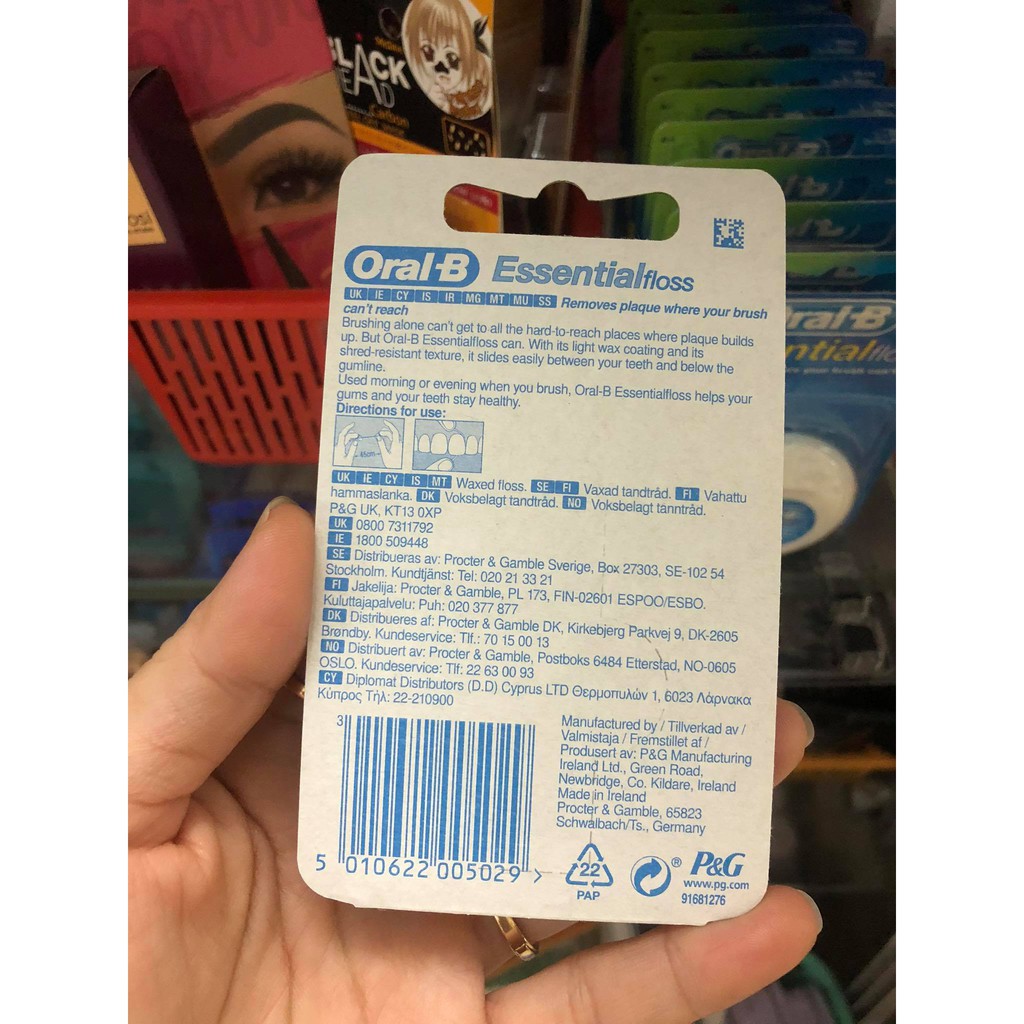 BLACK
Carbon
Oral-B
Oral-B Essentialfloss
UK IE CY IS IR MG MT MU SS Removes plaque where your brush
can't reach
Brushing alone can't get to all the hard-to-reach places where plaque builds
up. But Oral-B Essentialfloss can. With its light wax coating and its
shred-resistant texture, it slides easily between your teeth and below the
gumline.
Used morning or evening when you brush, Oral-B Essentialfloss helps your
gums and your teeth stay healthy.
Directions for use:
45cm
UK IE CY IS MT Waxed floss. SE FI Vaxad tandtråd. FI Vahattu
hammaslanka. DK Voksbelagt tandtråd. NO Voksbelagt tanntråd.
P&G UK, KT13 0XP
UK 0800 7311792
IE 1800 509448
SE Distribueras av: Procter & Gamble Sverige, Box 27303, SE-102 54
Stockholm. Kundtjänst: Tel: 020 21 33 21
FI Jakelija: Procter & Gamble, PL 173, FIN-02601 ESPOO/ESBO.
Kuluttajapalvelu: Puh: 020 377 877
DK Distribueres af: Procter & Gamble DK, Kirkebjerg Parkvej 9, DK-2605
Brøndby. Kundeservice: Tlf.: 70 15 00 13
NO Distribuert av: Procter & Gamble, Postboks 6484 Etterstad, NO-0605
OSLO. Kundeservice: Tlf: 22 63 00 93
CY Diplomat Distributors (D.D) Cyprus LTD Θερμοπυλών 1, 6023 Λάρνακα
Κύπρος Τήλ: 22-210900
Manufactured by / Tillverkad av /
Valmistaja / Fremstillet af /
Produsert av: P&G Manufacturing
Ireland Ltd., Green Road,
Newbridge, Co. Kildare, Ireland
Made in Ireland
Procter & Gamble, 65823
Schwalbach/Ts., Germany
3
5 010622 005029 >
22
PAP
®
P&G
www.pg.com
91681276